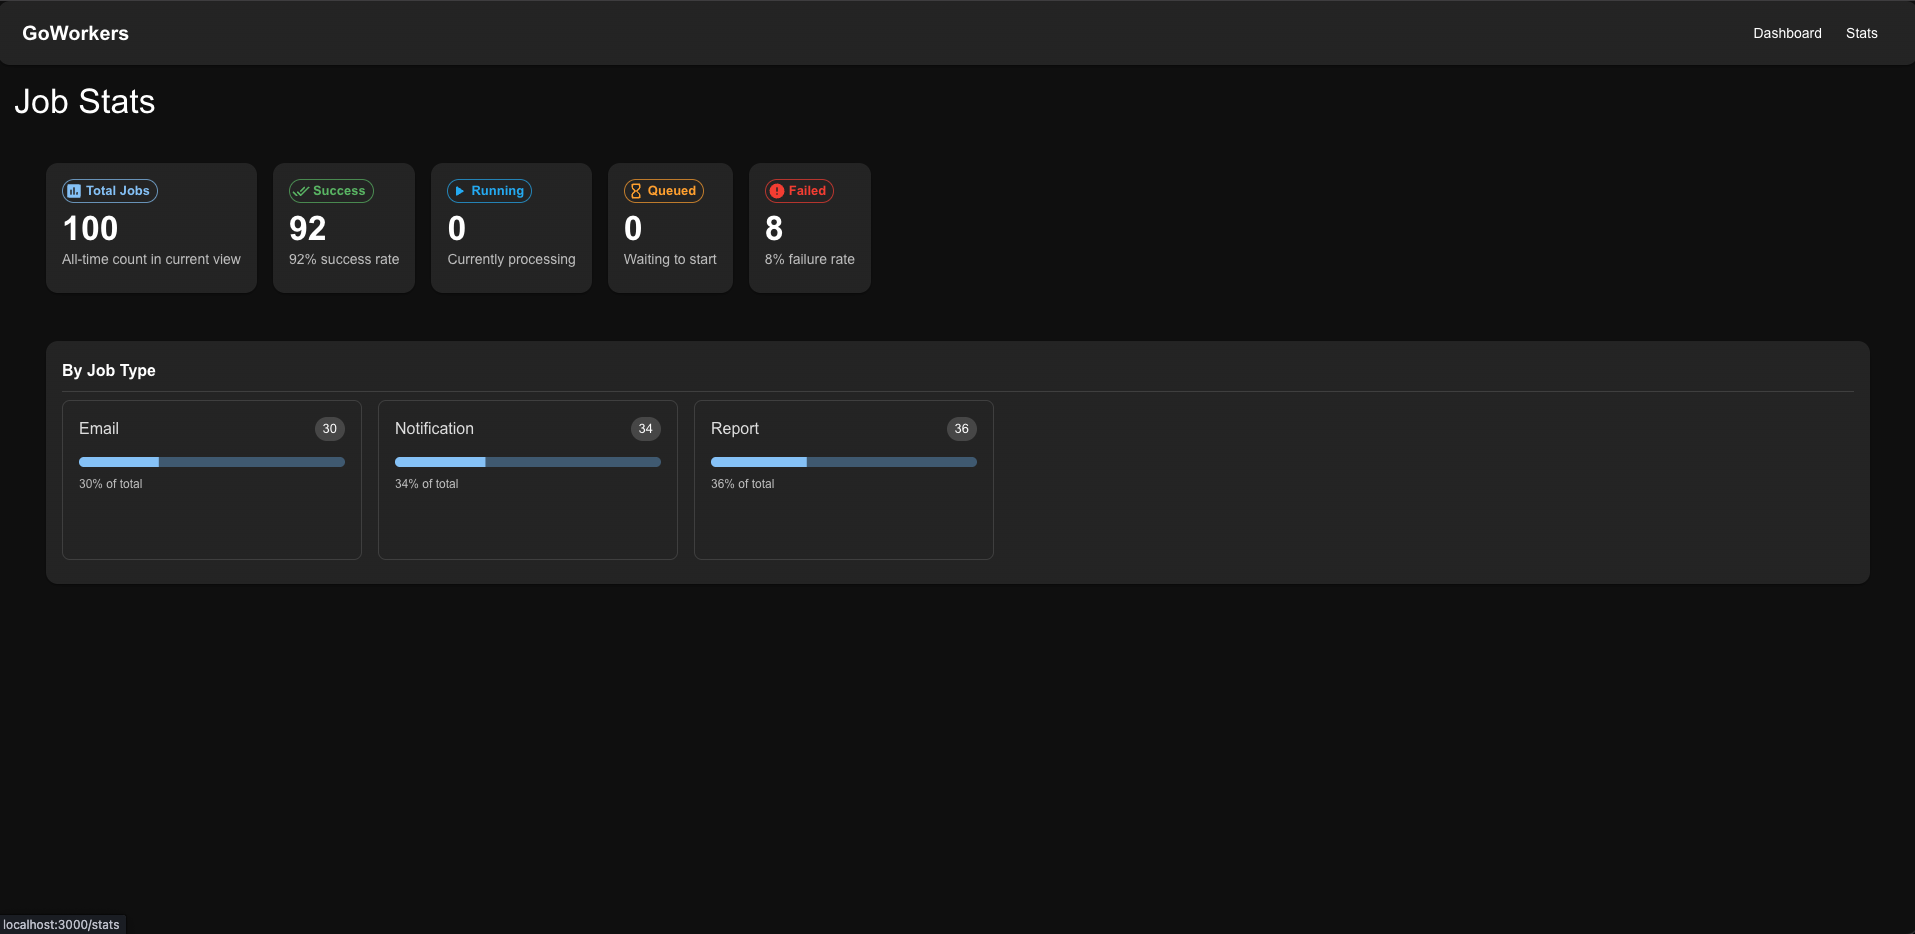 GoWorkers
Dashboard Stats
Job Stats
Total Jobs
100
All-time count in current view
Success
92
92% success rate
Running
0
Currently processing
Queued
0
Waiting to start
Failed
8
8% failure rate
By Job Type
Email 30
30% of total
Notification 34
34% of total
Report 36
36% of total
localhost:3000/stats